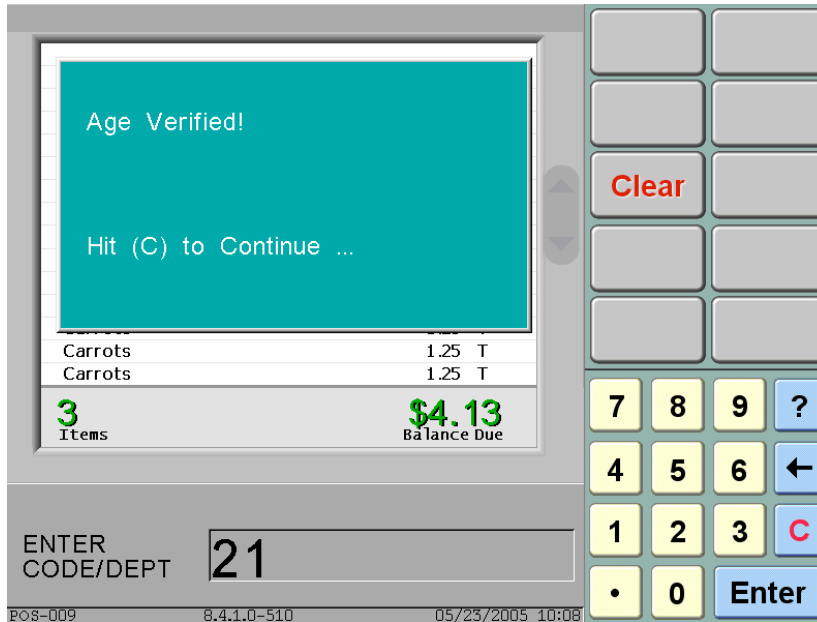 Age Verified!
Hit (C) to Continue ...
Carrots 1.25 T
Carrots 1.25 T
3 $4.13
Items Balance Due
ENTER
CODE/DEPT 21
POS-009 8.4.1.0-510 05/23/2005 10:08
Clear
7 8 9 ?
4 5 6 ←
1 2 3 C
. 0 Enter